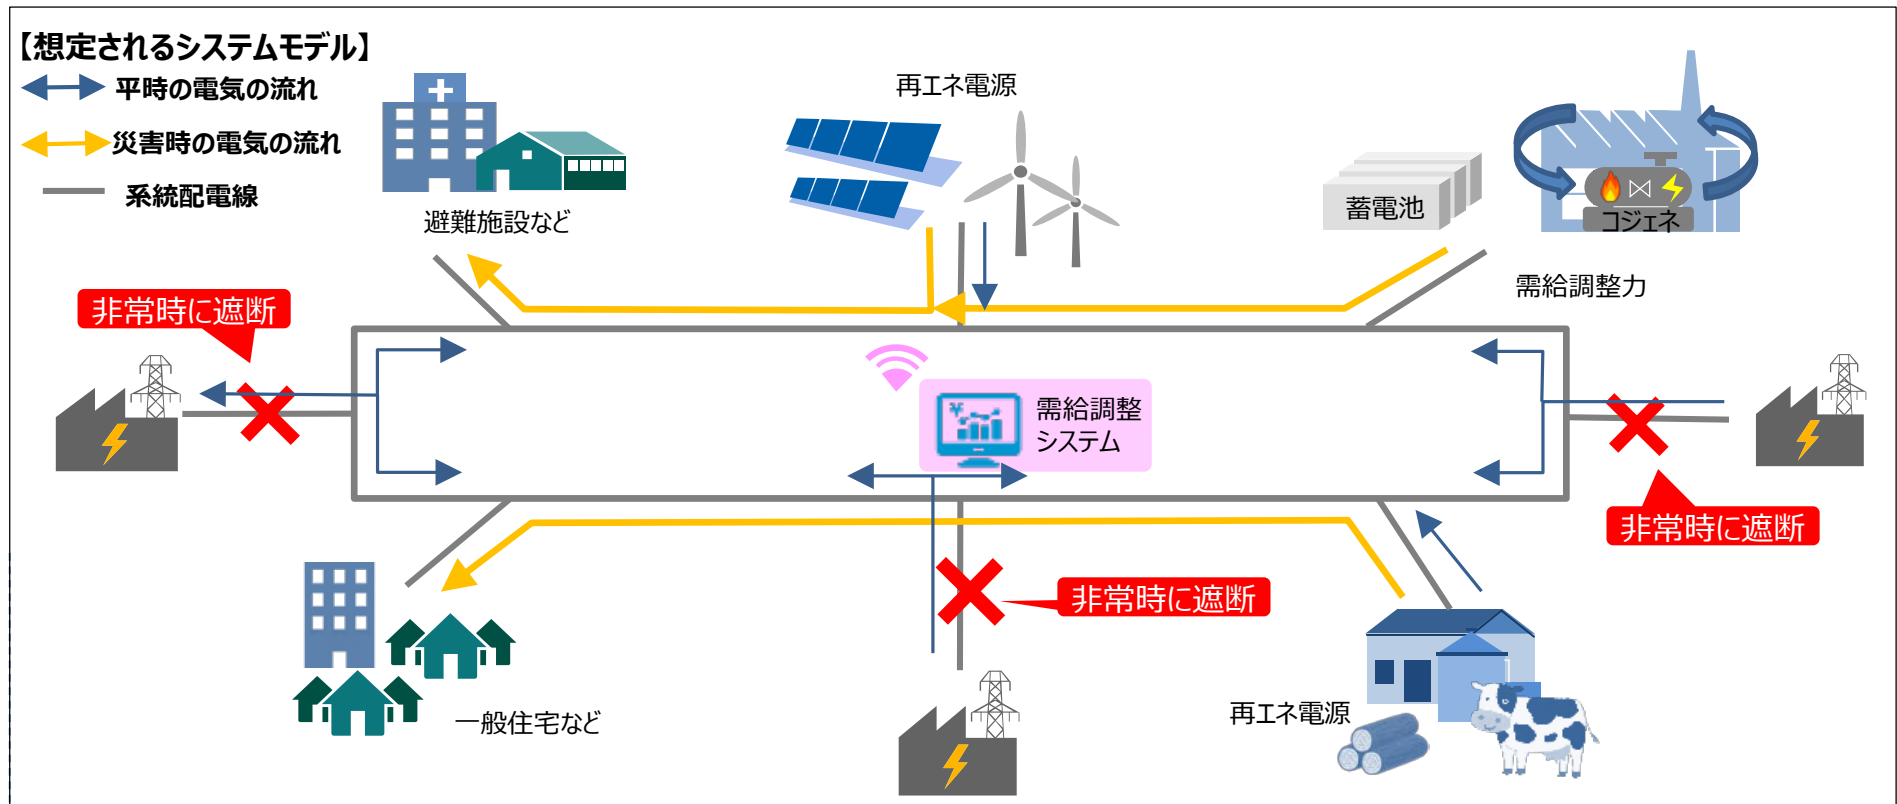 【想定されるシステムモデル】
平時の電気の流れ
災害時の電気の流れ
系統配電線
避難施設など
再エネ電源
蓄電池
コジェネ
需給調整力
非常時に遮断
¥
需給調整
システム
非常時に遮断
非常時に遮断
一般住宅など
再エネ電源